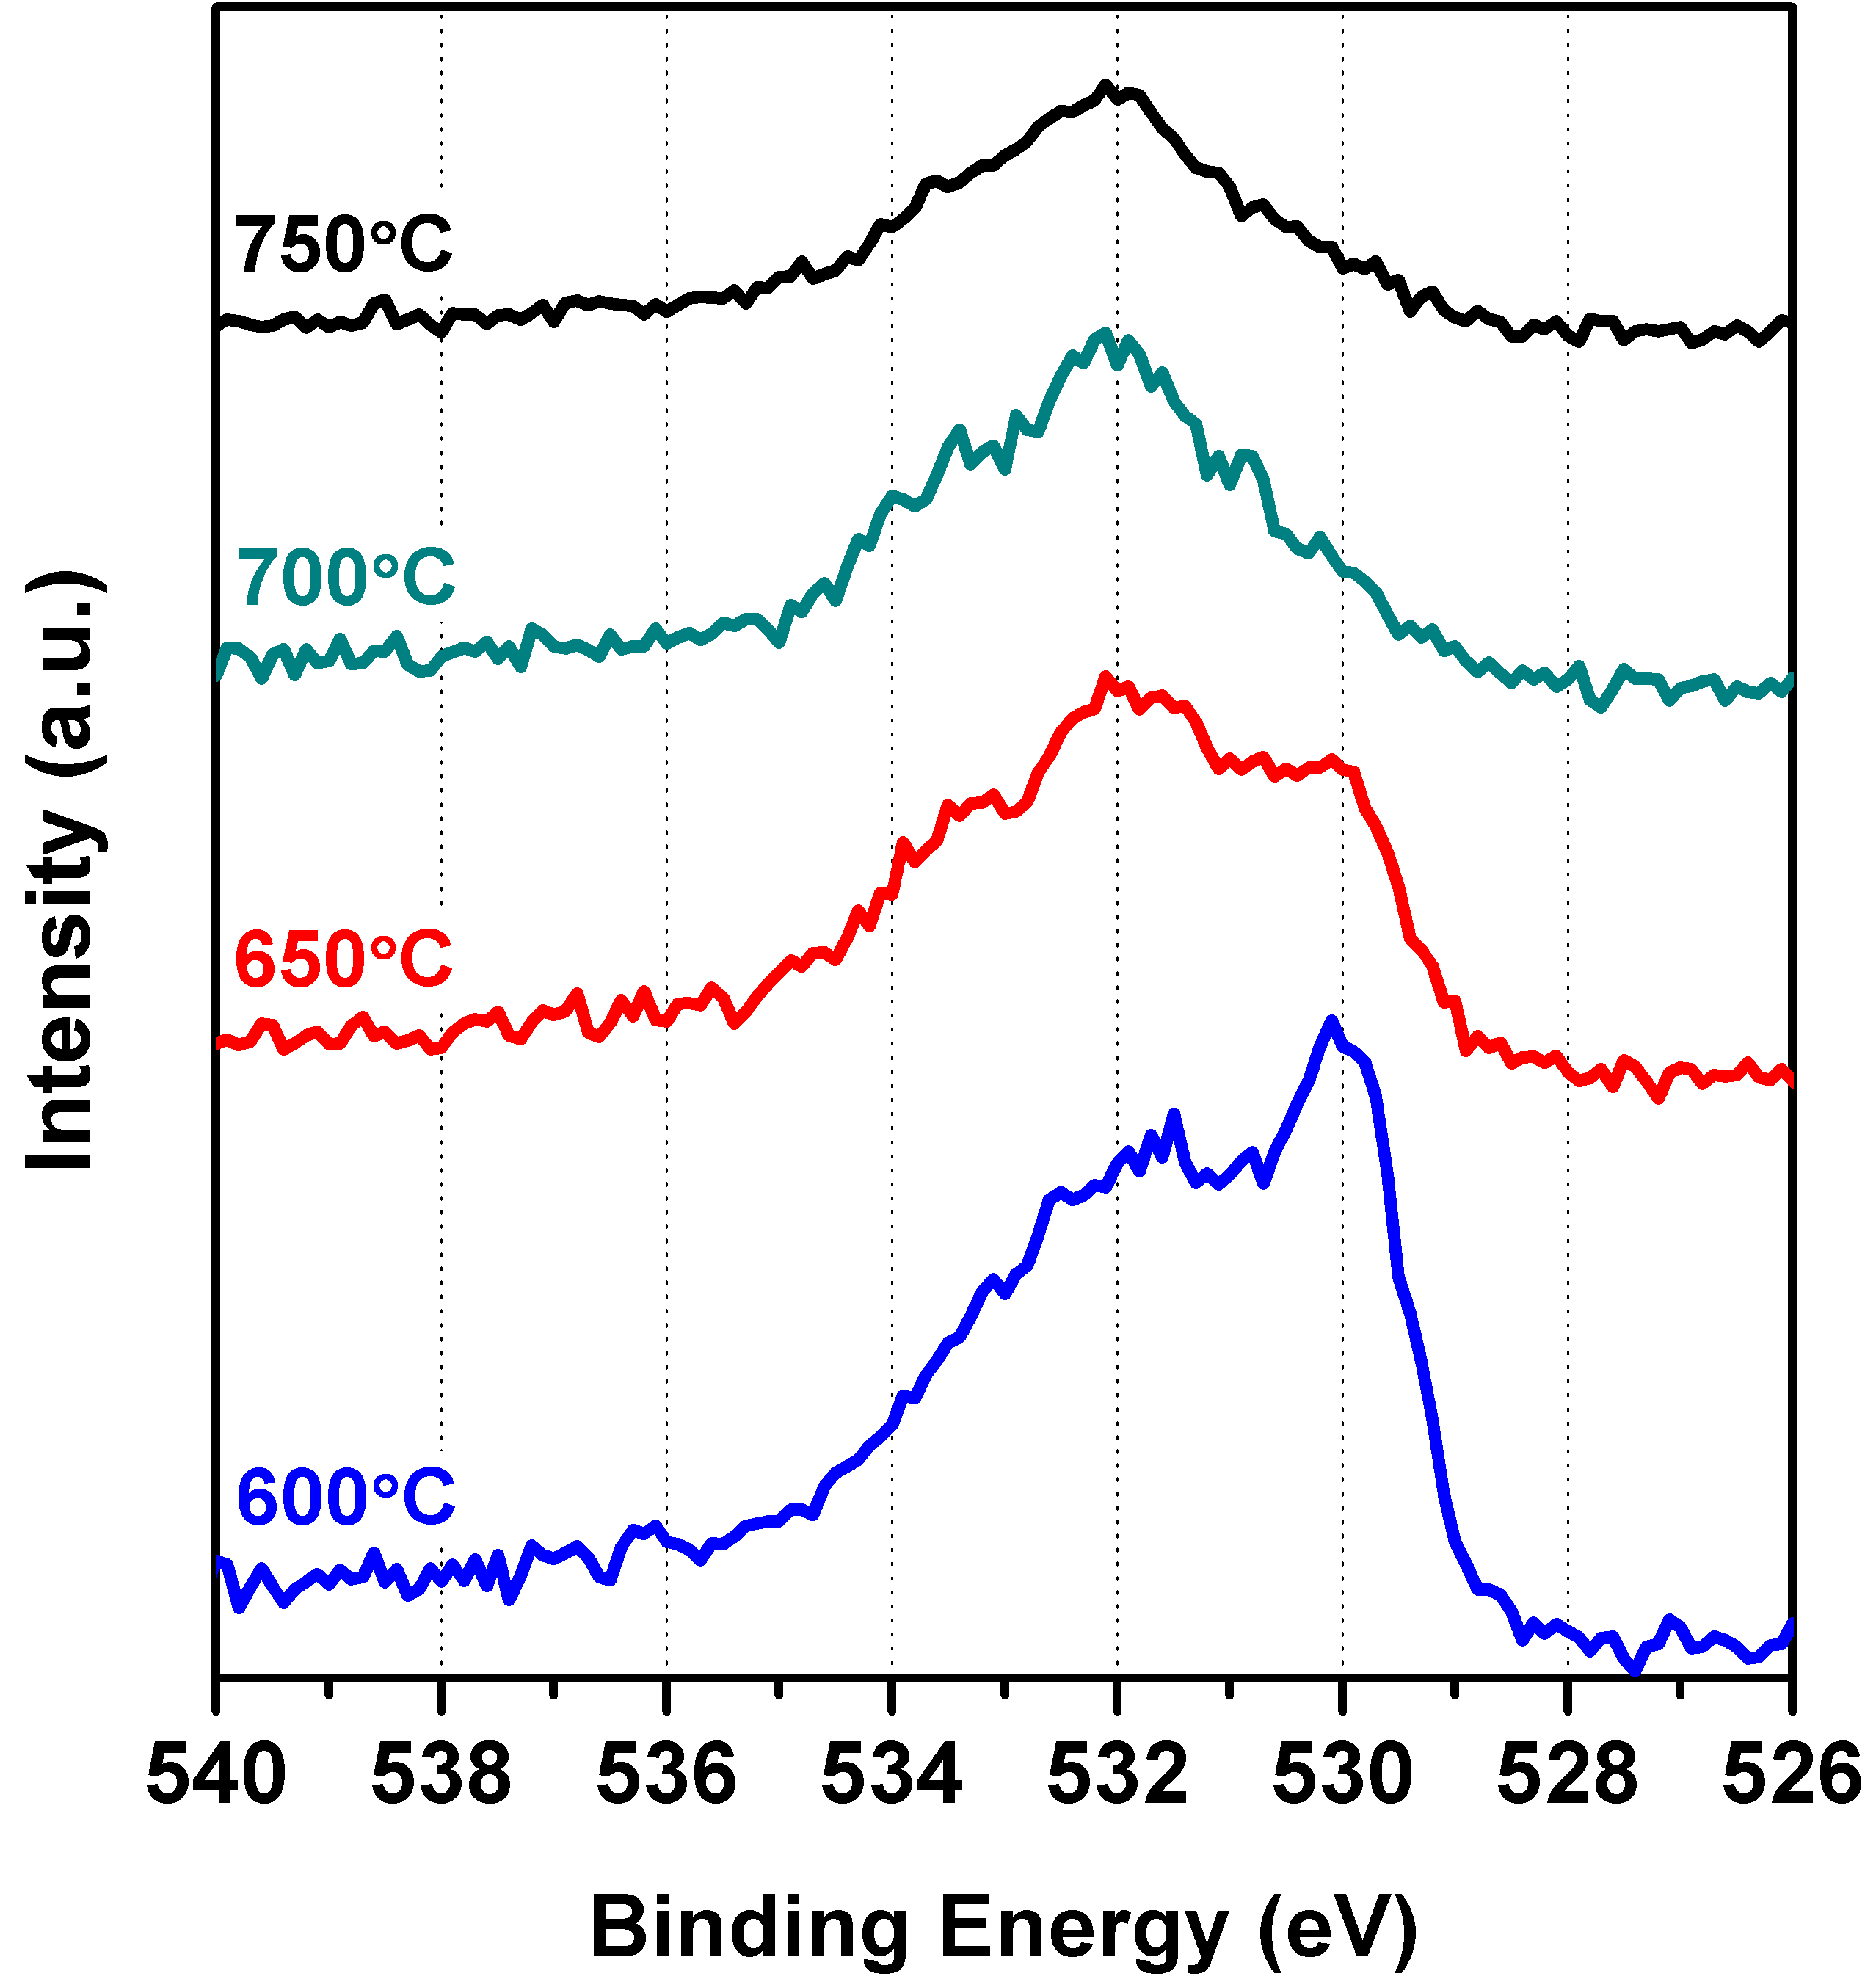 750°C
700°C
650°C
600°C
Intensity (a.u.)
540 538 536 534 532 530 528 526
Binding Energy (eV)